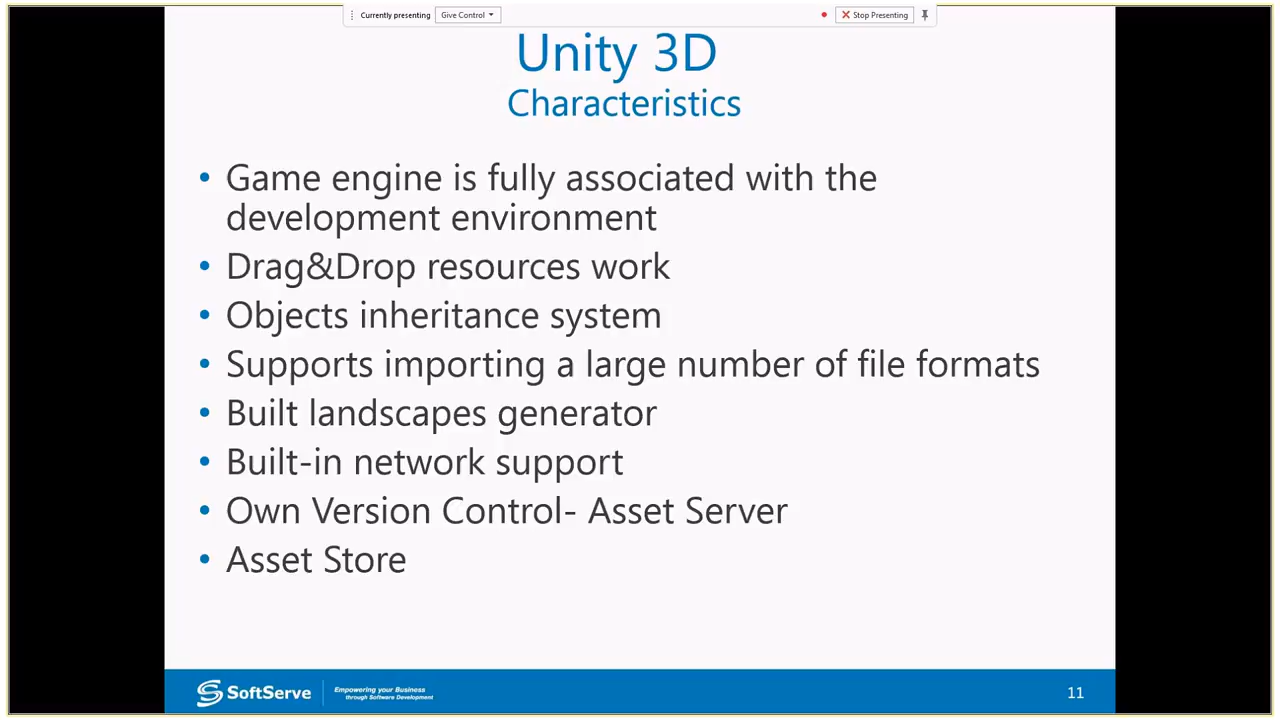 Currently presenting Give Control Stop Presenting
Unity 3D
Characteristics
• Game engine is fully associated with the
development environment
• Drag&Drop resources work
• Objects inheritance system
• Supports importing a large number of file formats
• Built landscapes generator
• Built-in network support
• Own Version Control- Asset Server
• Asset Store
SoftServe
Empowering your Business
through Software Development
11